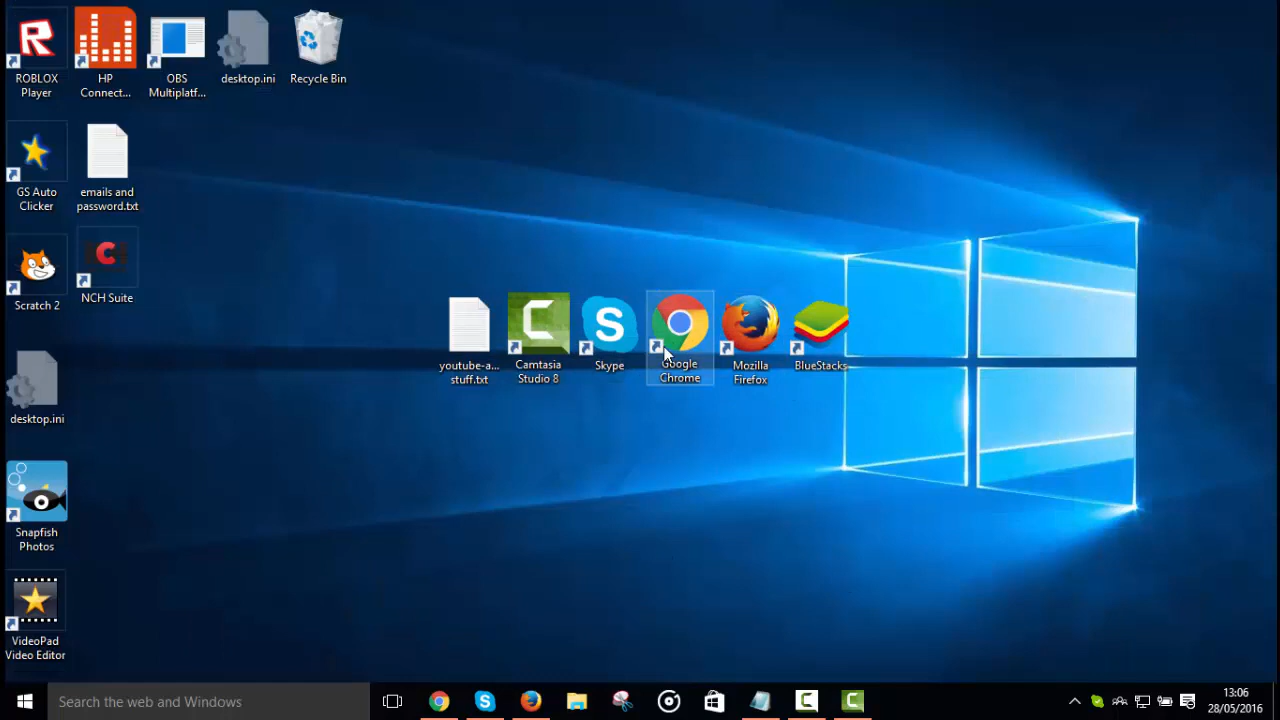 ROBLOX
Player
HP
Connect...
OBS
Multiplatf...
desktop.ini
Recycle Bin
GS Auto
Clicker
emails and
password.txt
Scratch 2
NCH Suite
desktop.ini
Snapfish
Photos
VideoPad
Video Editor
youtube-a...
stuff.txt
Camtasia
Studio 8
Skype
Google
Chrome
Mozilla
Firefox
BlueStacks
Search the web and Windows
13:06
28/05/2016